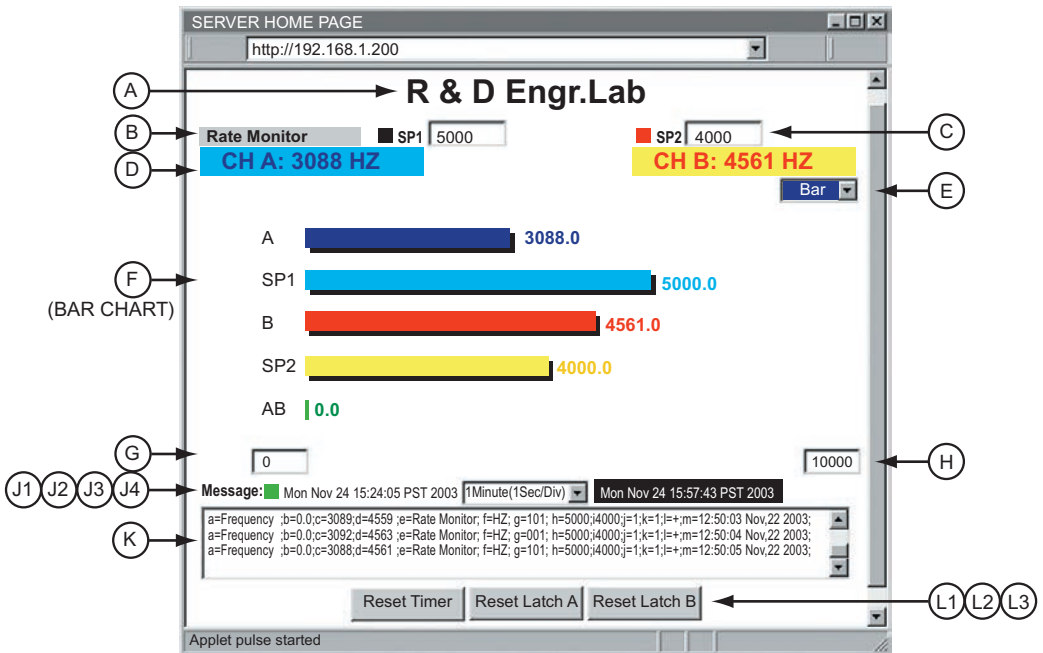 SERVER HOME PAGE
http://192.168.1.200
A
R & D Engr.Lab
B
Rate Monitor
SP1
5000
SP2
4000
C
D
CH A: 3088 HZ
CH B: 4561 HZ
Bar
E
A
3088.0
F
(BAR CHART)
SP1
5000.0
B
4561.0
SP2
4000.0
AB
0.0
G
0
10000
H
J1 J2 J3 J4
Message:
Mon Nov 24 15:24:05 PST 2003
1Minute(1Sec/Div)
Mon Nov 24 15:57:43 PST 2003
K
a=Frequency ;b=0.0;c=3089;d=4559 ;e=Rate Monitor; f=HZ; g=101; h=5000;i4000;j=1;k=1;l=+;m=12:50:03 Nov,22 2003;
a=Frequency ;b=0.0;c=3092;d=4563 ;e=Rate Monitor; f=HZ; g=001; h=5000;i4000;j=1;k=1;l=+;m=12:50:04 Nov,22 2003;
a=Frequency ;b=0.0;c=3088;d=4561 ;e=Rate Monitor; f=HZ; g=101; h=5000;i4000;j=1;k=1;l=+;m=12:50:05 Nov,22 2003;
Reset Timer
Reset Latch A
Reset Latch B
L1 L2 L3
Applet pulse started